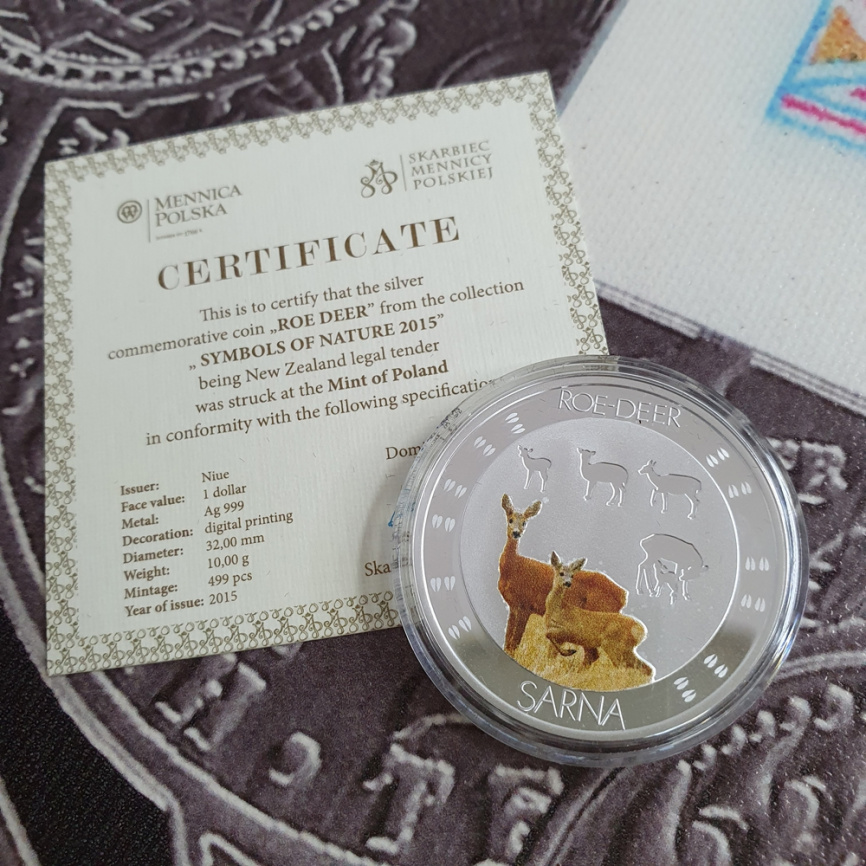 MENNICA
POLSKA
SKARBIEC
MENNICY
POLSKIEJ
CERTIFICATE
This is to certify that the silver
commemorative coin „ROE DEER” from the collection
„ SYMBOLS OF NATURE 2015”
being New Zealand legal tender
was struck at the Mint of Poland
in conformity with the following specificatio
Dom
Issuer: Niue
Face value: 1 dollar
Metal: Ag 999
Decoration: digital printing
Diameter: 32,00 mm
Weight: 10,00 g
Mintage: 499 pcs
Year of issue: 2015
Ska
ROE-DEER
SARNA